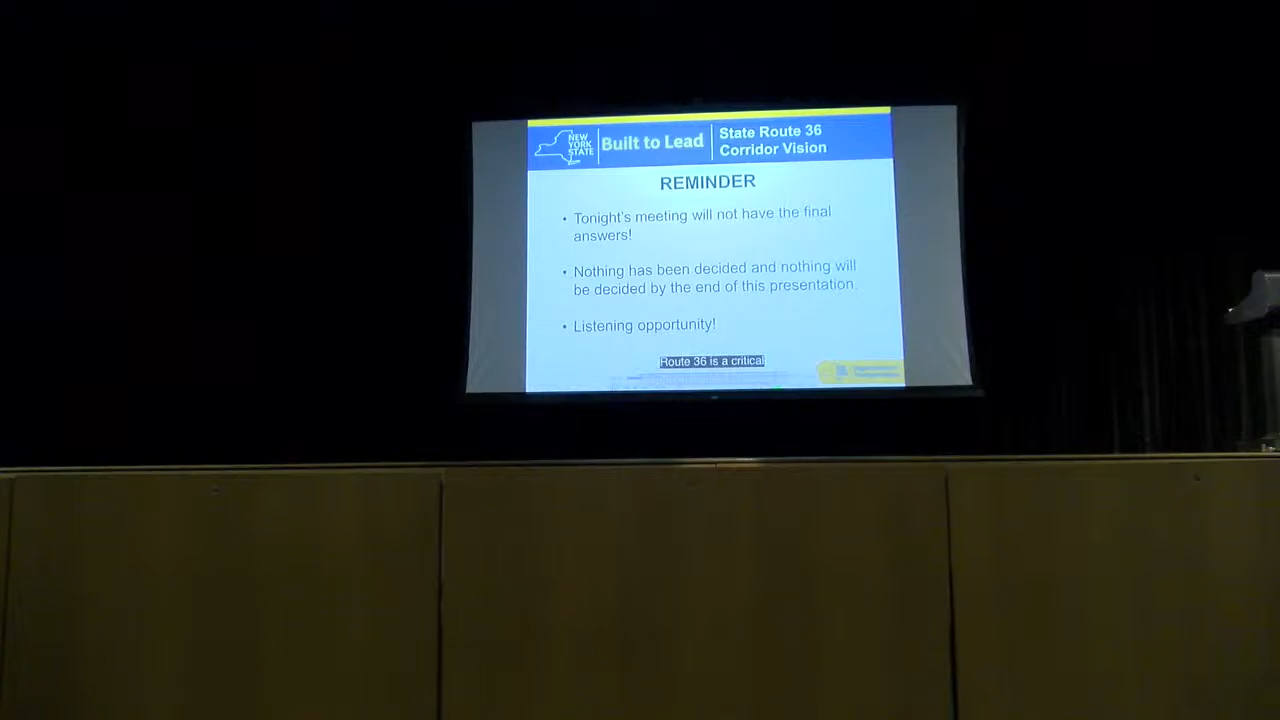 NEW
YORK
STATE
Built to Lead
State Route 36
Corridor Vision
REMINDER
• Tonight's meeting will not have the final
answers!
• Nothing has been decided and nothing will
be decided by the end of this presentation.
• Listening opportunity!
Route 36 is a critical